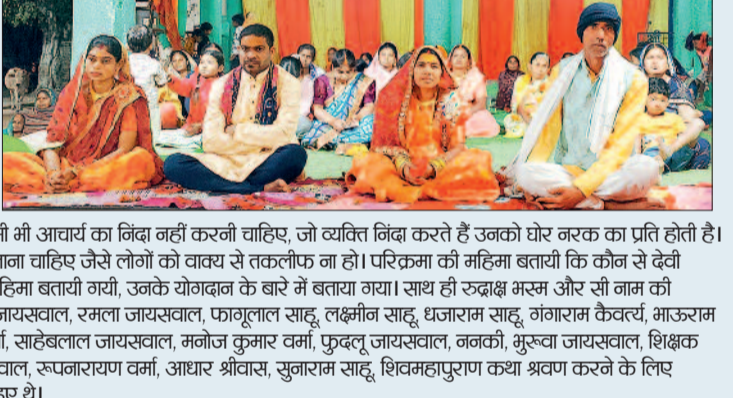 भी आचार्य का निंदा नहीं करनी चाहिए, जो व्यक्ति निंदा करते हैं उनको घोर नरक का प्रति होती है।
चाहिए जैसे लोगों को वाक्य से तकलीफ ना हो। परिक्रमा की महिमा बतायी कि कौन से देवी
बतायी गयी, उनके योगदान के बारे में बताया गया। साथ ही रुद्राक्ष भस्म और सी नाम की
जायसवाल, रमला जायसवाल, फागूलाल साहू, लक्ष्मीन साहू, धजाराम साहू, गंगाराम कैवर्त्य, भाऊराम
साहेबलाल जायसवाल, मनोज कुमार वर्मा, फुदलू जायसवाल, ननकी, भुरूवा जायसवाल, शिक्षक
रूपनारायण वर्मा, आधार श्रीवास, सुनाराम साहू, शिवमहापुराण कथा श्रवण करने के लिए
थे।